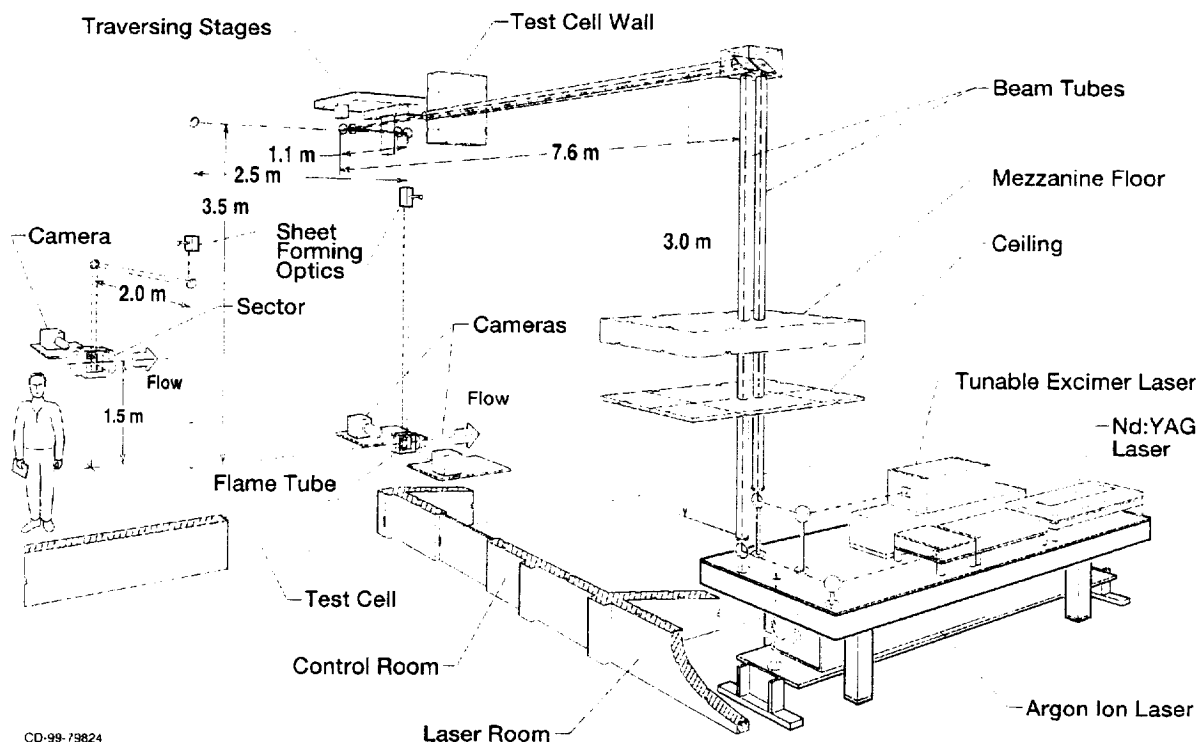 Traversing Stages
Test Cell Wall
Beam Tubes
1.1 m
7.6 m
2.5 m
Mezzanine Floor
3.5 m
Camera
Sheet
Forming
Optics
3.0 m
Ceiling
2.0 m
Sector
Cameras
Flow
Tunable Excimer Laser
1.5 m
Flow
Nd:YAG
Laser
Flame Tube
Test Cell
Control Room
Argon Ion Laser
Laser Room
CD-99-79824